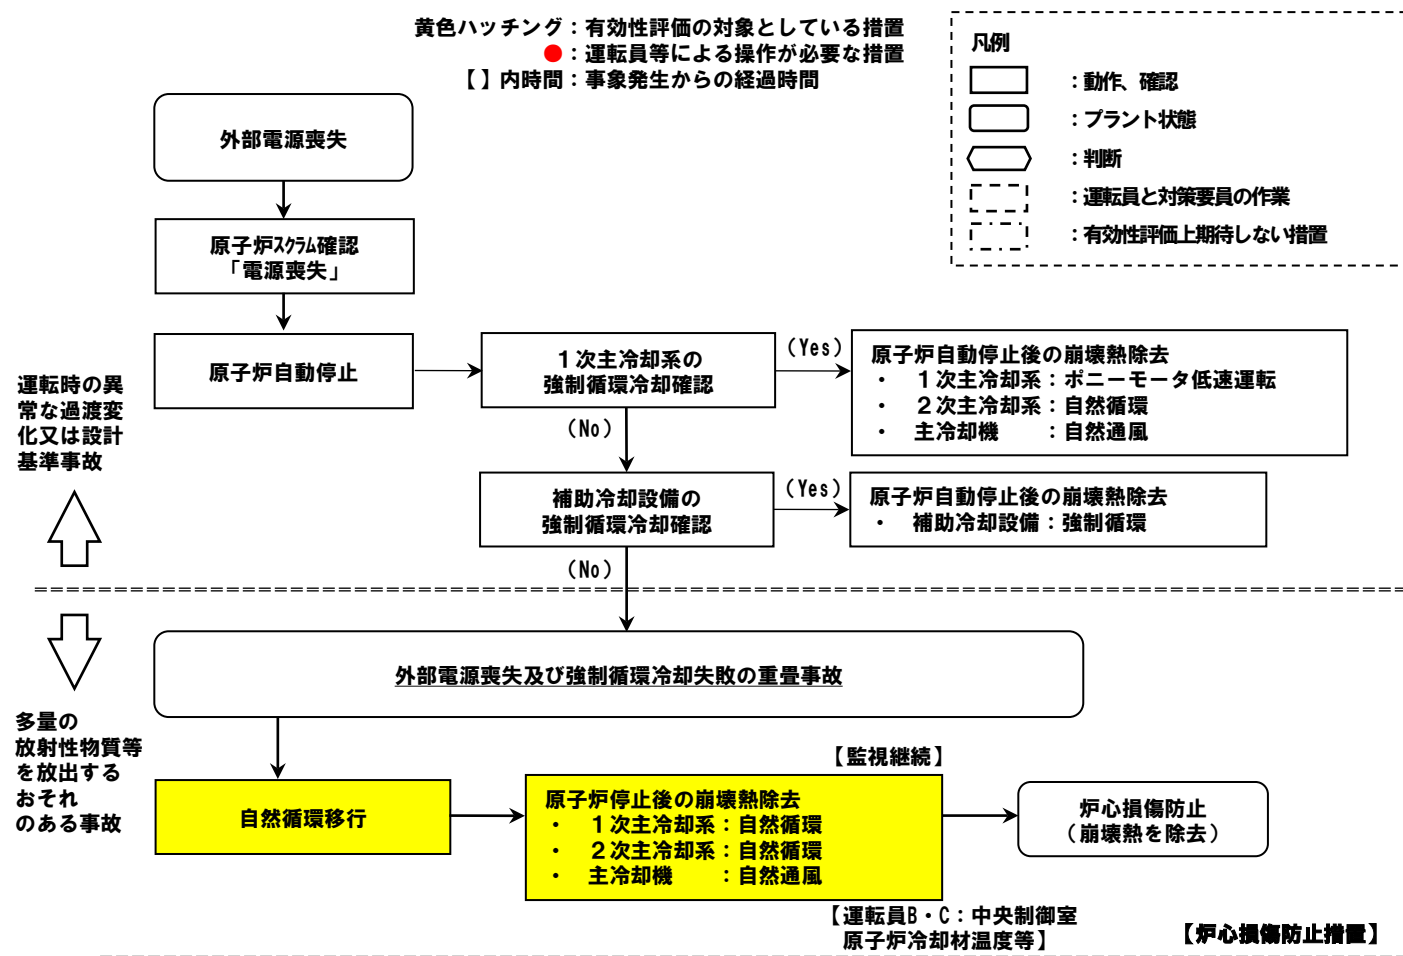 黄色ハッチング：有効性評価の対象としている措置
●：運転員等による操作が必要な措置
【 】内時間：事象発生からの経過時間
凡例
：動作、確認
：プラント状態
：判断
：運転員と対策要員の作業
：有効性評価上期待しない措置
外部電源喪失
原子炉ｽｸﾗﾑ確認
「電源喪失」
原子炉自動停止
１次主冷却系の
強制循環冷却確認
（Yes）
原子炉自動停止後の崩壊熱除去
・ １次主冷却系：ポニーモータ低速運転
・ ２次主冷却系：自然循環
・ 主冷却機　　：自然通風
（No）
補助冷却設備の
強制循環冷却確認
（Yes）
原子炉自動停止後の崩壊熱除去
・ 補助冷却設備：強制循環
（No）
運転時の異
常な過渡変
化又は設計
基準事故
外部電源喪失及び強制循環冷却失敗の重畳事故
多量の
放射性物質等
を放出する
おそれ
のある事故
自然循環移行
【監視継続】
原子炉停止後の崩壊熱除去
・ １次主冷却系：自然循環
・ ２次主冷却系：自然循環
・ 主冷却機　　：自然通風
炉心損傷防止
（崩壊熱を除去）
【運転員B・C：中央制御室
原子炉冷却材温度等】
【炉心損傷防止措置】